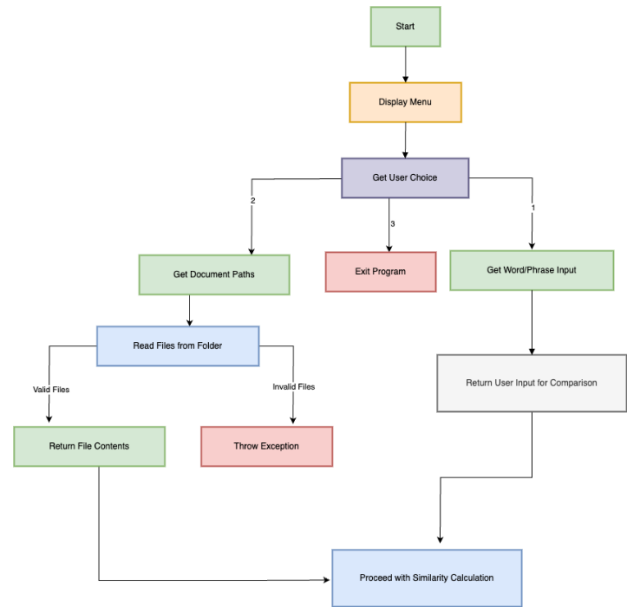 Start
Display Menu
Get User Choice
2
3
1
Get Document Paths
Exit Program
Get Word/Phrase Input
Read Files from Folder
Valid Files
Invalid Files
Return User Input for Comparison
Return File Contents
Throw Exception
Proceed with Similarity Calculation